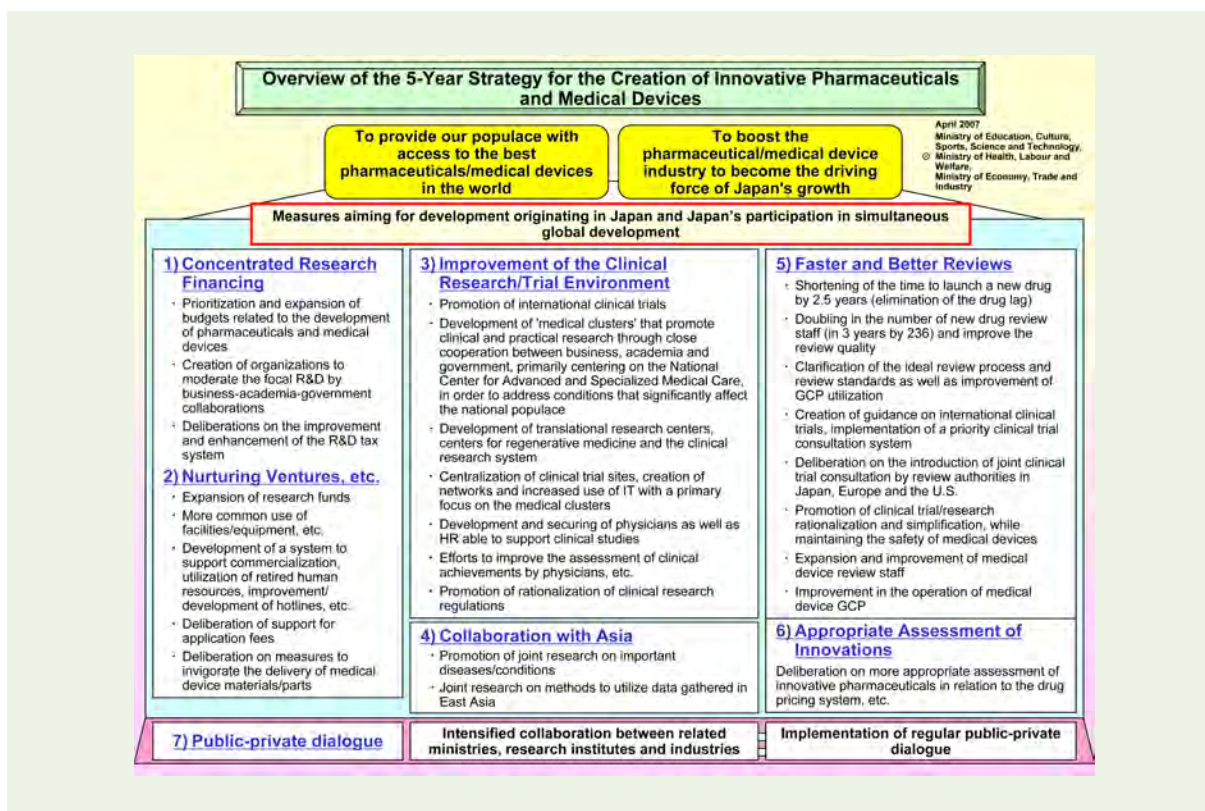 Overview of the 5-Year Strategy for the Creation of Innovative Pharmaceuticals
and Medical Devices
April 2007
Ministry of Education, Culture,
Sports, Science and Technology,
◎ Ministry of Health, Labour and
Welfare,
Ministry of Economy, Trade and
Industry
To provide our populace with
access to the best
pharmaceuticals/medical devices
in the world
To boost the
pharmaceutical/medical device
industry to become the driving
force of Japan's growth
Measures aiming for development originating in Japan and Japan's participation in simultaneous
global development
1) Concentrated Research
Financing
· Prioritization and expansion of
budgets related to the development
of pharmaceuticals and medical
devices
· Creation of organizations to
moderate the focal R&D by
business-academia-government
collaborations
· Deliberations on the improvement
and enhancement of the R&D tax
system
2) Nurturing Ventures, etc.
· Expansion of research funds
· More common use of
facilities/equipment, etc.
· Development of a system to
support commercialization,
utilization of retired human
resources, improvement/
development of hotlines, etc.
· Deliberation of support for
application fees
· Deliberation on measures to
invigorate the delivery of medical
device materials/parts
3) Improvement of the Clinical
Research/Trial Environment
· Promotion of international clinical trials
· Development of 'medical clusters' that promote
clinical and practical research through close
cooperation between business, academia and
government, primarily centering on the National
Center for Advanced and Specialized Medical Care,
in order to address conditions that significantly affect
the national populace
· Development of translational research centers,
centers for regenerative medicine and the clinical
research system
· Centralization of clinical trial sites, creation of
networks and increased use of IT with a primary
focus on the medical clusters
· Development and securing of physicians as well as
HR able to support clinical studies
· Efforts to improve the assessment of clinical
achievements by physicians, etc.
· Promotion of rationalization of clinical research
regulations
4) Collaboration with Asia
· Promotion of joint research on important
diseases/conditions
· Joint research on methods to utilize data gathered in
East Asia
5) Faster and Better Reviews
· Shortening of the time to launch a new drug
by 2.5 years (elimination of the drug lag)
· Doubling in the number of new drug review
staff (in 3 years by 236) and improve the
review quality
· Clarification of the ideal review process and
review standards as well as improvement of
GCP utilization
· Creation of guidance on international clinical
trials, implementation of a priority clinical trial
consultation system
· Deliberation on the introduction of joint clinical
trial consultation by review authorities in
Japan, Europe and the U.S.
· Promotion of clinical trial/research
rationalization and simplification, while
maintaining the safety of medical devices
· Expansion and improvement of medical
device review staff
· Improvement in the operation of medical
device GCP
6) Appropriate Assessment of
Innovations
Deliberation on more appropriate assessment of
innovative pharmaceuticals in relation to the drug
pricing system, etc.
7) Public-private dialogue
Intensified collaboration between related
ministries, research institutes and industries
Implementation of regular public-private
dialogue